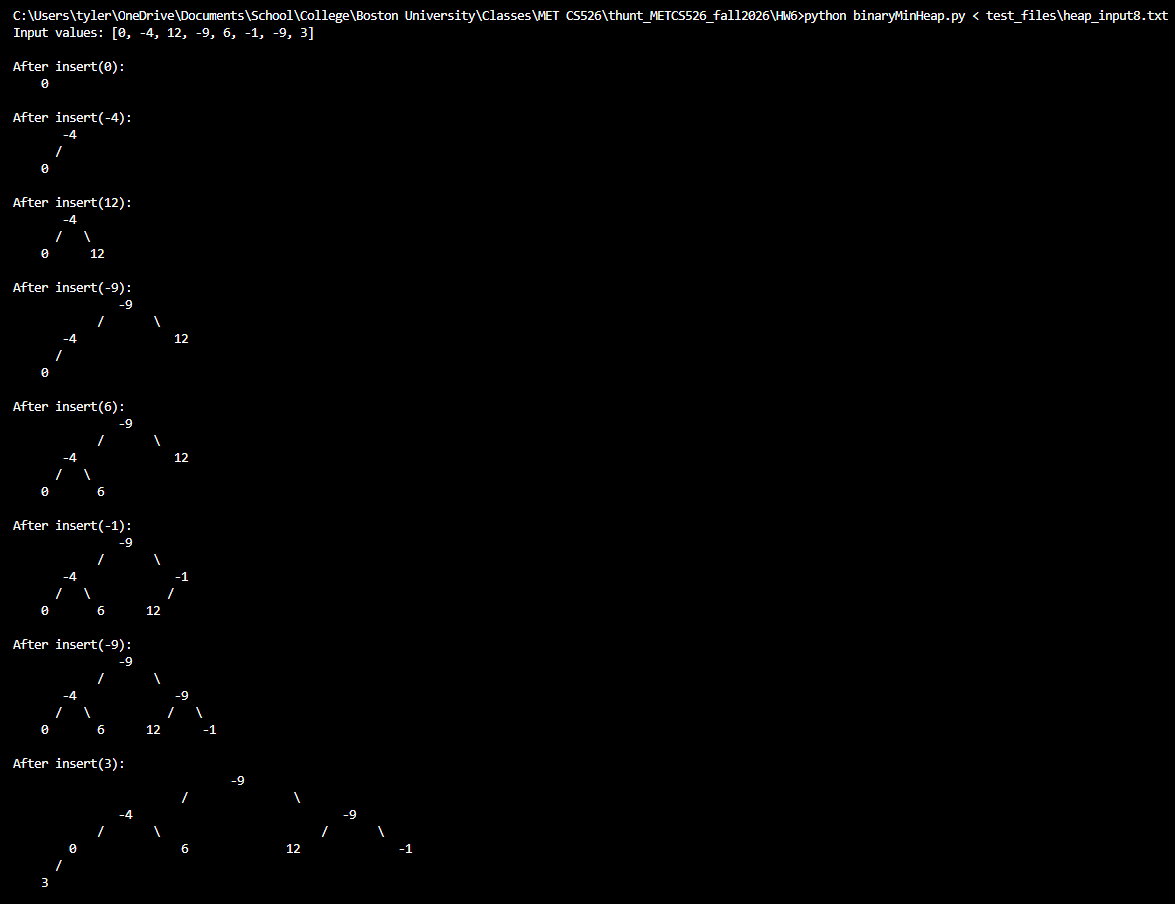 C:\Users\tyler\OneDrive\Documents\School\College\Boston University\Classes\MET CS526\thunt_METCS526_fall2026\HW6>python binaryMinHeap.py < test_files\heap_input8.txt
Input values: [0, -4, 12, -9, 6, -1, -9, 3]

After insert(0):
    0

After insert(-4):
       -4
      /
    0

After insert(12):
       -4
      /   \
    0      12

After insert(-9):
               -9
            /       \
       -4              12
      /
    0

After insert(6):
               -9
            /       \
       -4              12
      /   \
    0       6

After insert(-1):
               -9
            /       \
       -4              -1
      /   \           /
    0       6      12

After insert(-9):
               -9
            /       \
       -4              -9
      /   \           /   \
    0       6      12      -1

After insert(3):
                               -9
                        /               \
               -4                              -9
            /       \                       /       \
        0               6              12              -1
      /
    3